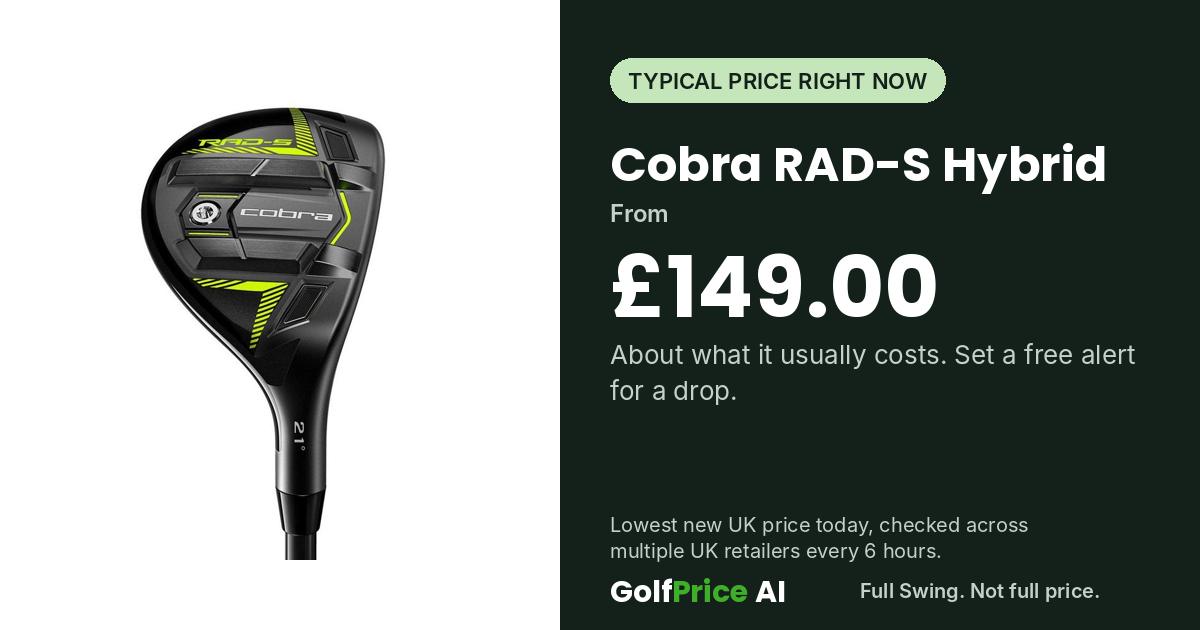 RAD-S
cobra
21°
TYPICAL PRICE RIGHT NOW
Cobra RAD-S Hybrid
From
£149.00
About what it usually costs. Set a free alert
for a drop.
Lowest new UK price today, checked across
multiple UK retailers every 6 hours.
GolfPrice AI
Full Swing. Not full price.